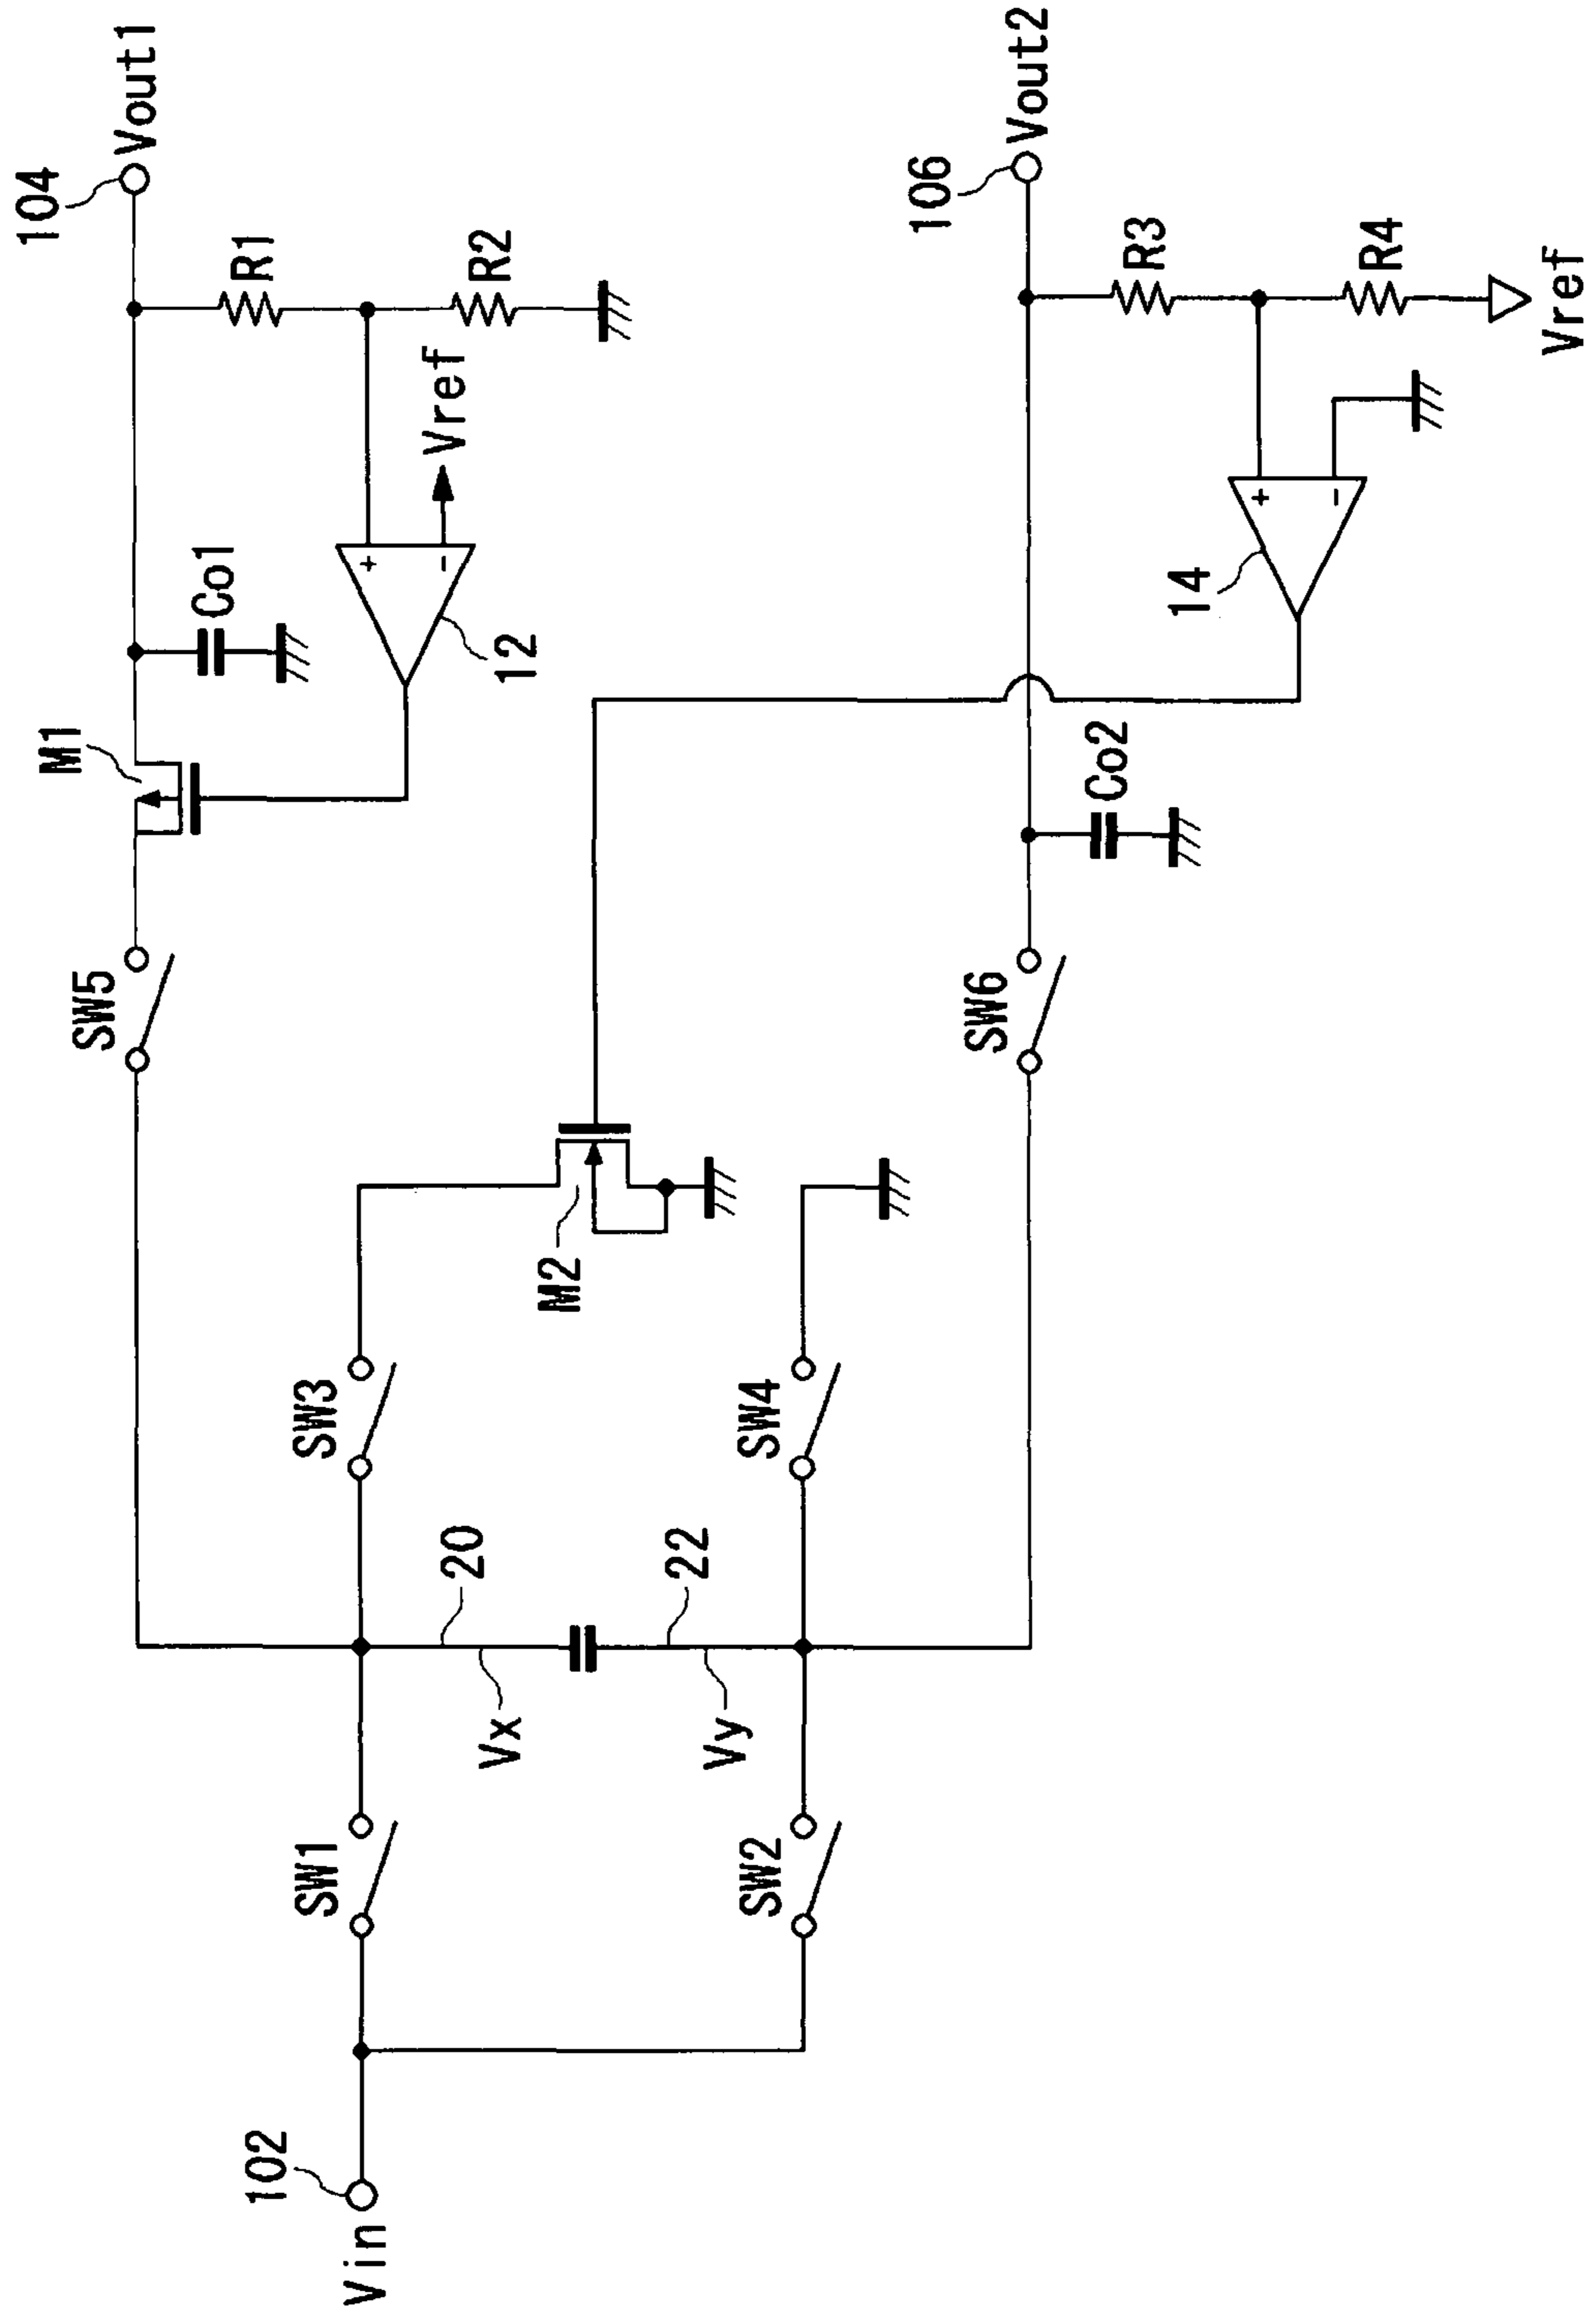 104
Vout1
M1
SW5
Co1
R1
12
Vref
R2
102
Vin
SW1
SW3
20
Vx
M2
22
Vy
SW2
SW4
106
Vout2
SW6
Co2
R3
14
+
-
+
-
R4
Vref